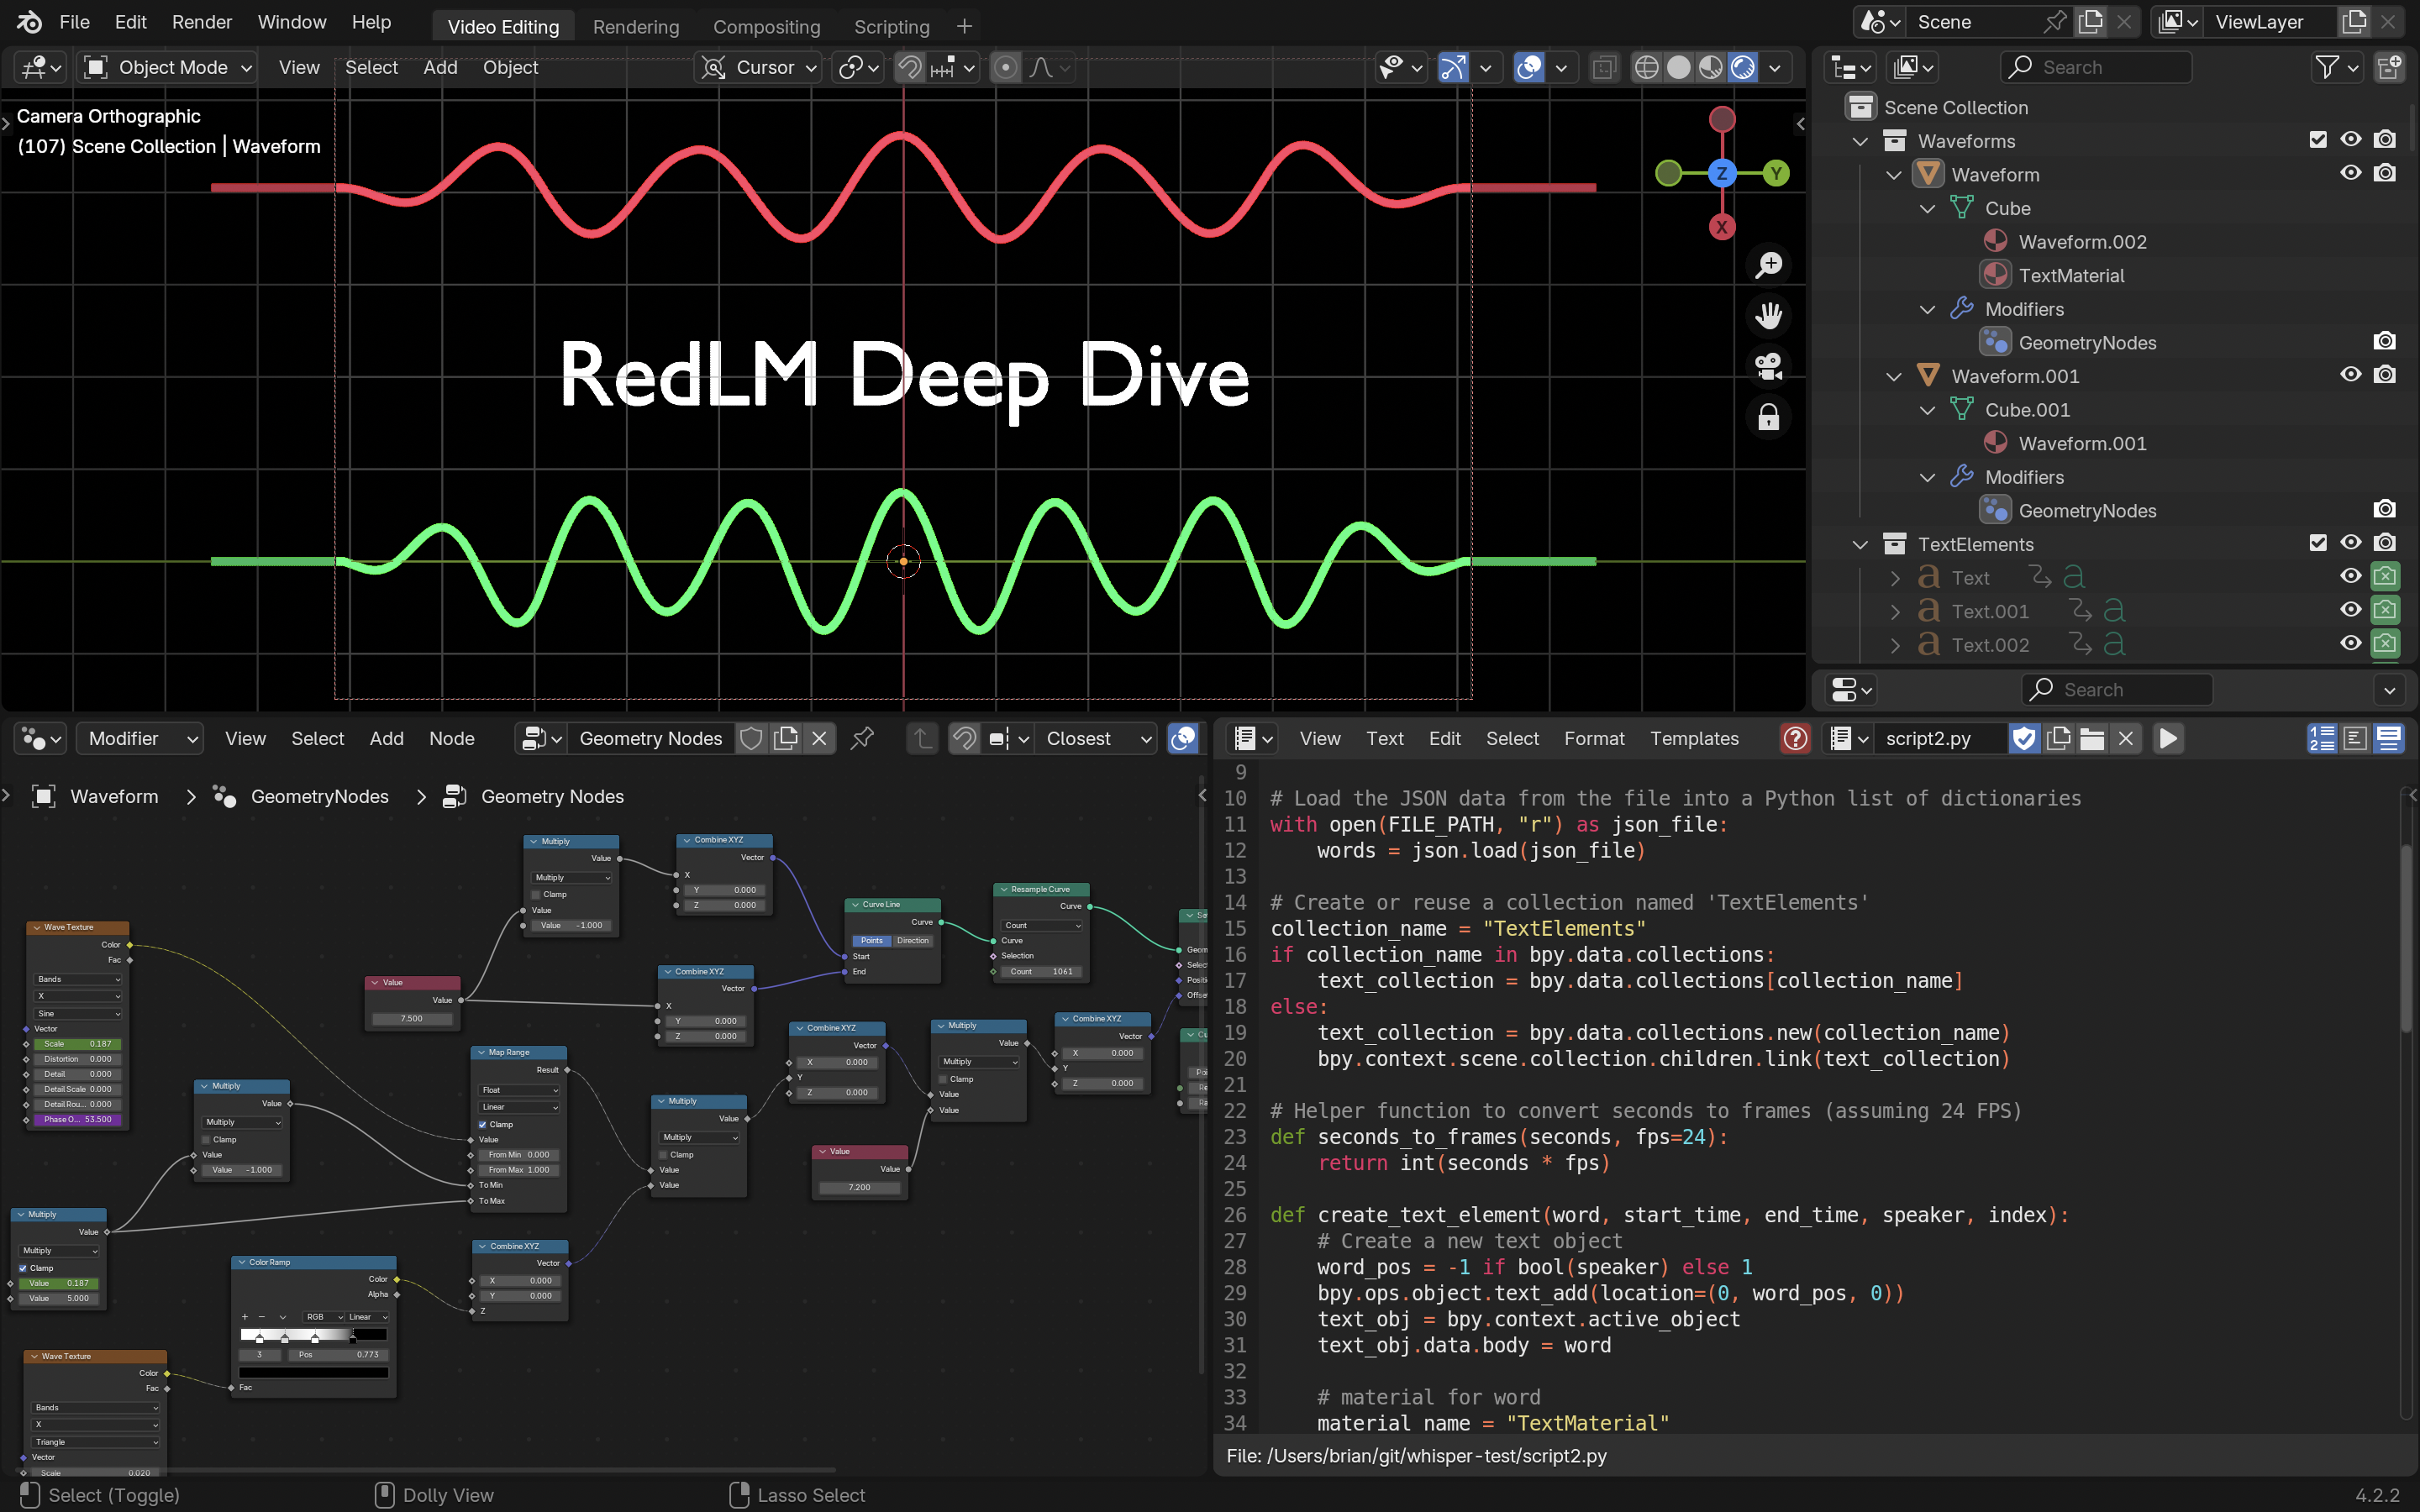 File Edit Render Window Help Video Editing Rendering Compositing Scripting + Scene ViewLayer
Object Mode View Select Add Object Cursor Search
Camera Orthographic
(107) Scene Collection | Waveform
Z Y X
RedLM Deep Dive
Scene Collection
Waveforms
Waveform
Cube
Waveform.002
TextMaterial
Modifiers
GeometryNodes
Waveform.001
Cube.001
Waveform.001
Modifiers
GeometryNodes
TextElements
Text
Text.001
Text.002
Search
Modifier View Select Add Node Geometry Nodes Closest
Waveform > GeometryNodes > Geometry Nodes
Wave Texture
Color
Fac
Bands
X
Sine
Vector
Scale 0.187
Distortion 0.000
Detail 0.000
Detail Scale 0.000
Detail Rou... 0.000
Phase O... 53.500
Multiply
Value
Multiply
Clamp
Value
Value -1.000
Combine XYZ
Vector
X
Y 0.000
Z 0.000
Value
Value
7.500
Combine XYZ
Vector
X
Y 0.000
Z 0.000
Curve Line
Curve
Points Direction
Start
End
Resample Curve
Curve
Count
Curve
Selection
Count 1061
Multiply
Value
Multiply
Clamp
Value
Value -1.000
Map Range
Result
Float
Linear
Clamp
Value
From Min 0.000
From Max 1.000
To Min
To Max
Multiply
Value
Multiply
Clamp
Value
Value
Combine XYZ
Vector
X 0.000
Y
Z 0.000
Multiply
Value
Multiply
Clamp
Value
Value
Combine XYZ
Vector
X 0.000
Y
Z 0.000
Value
Value
7.200
Multiply
Value
Multiply
Clamp
Value 0.187
Value 5.000
Color Ramp
Color
Alpha
RGB Linear
3 Pos 0.773
Fac
Combine XYZ
Vector
X 0.000
Y 0.000
Z
Wave Texture
Color
Fac
Bands
X
Triangle
Vector
Scale 0.020
View Text Edit Select Format Templates script2.py
9
10 # Load the JSON data from the file into a Python list of dictionaries
11 with open(FILE_PATH, "r") as json_file:
12 words = json.load(json_file)
13
14 # Create or reuse a collection named 'TextElements'
15 collection_name = "TextElements"
16 if collection_name in bpy.data.collections:
17 text_collection = bpy.data.collections[collection_name]
18 else:
19 text_collection = bpy.data.collections.new(collection_name)
20 bpy.context.scene.collection.children.link(text_collection)
21
22 # Helper function to convert seconds to frames (assuming 24 FPS)
23 def seconds_to_frames(seconds, fps=24):
24 return int(seconds * fps)
25
26 def create_text_element(word, start_time, end_time, speaker, index):
27 # Create a new text object
28 word_pos = -1 if bool(speaker) else 1
29 bpy.ops.object.text_add(location=(0, word_pos, 0))
30 text_obj = bpy.context.active_object
31 text_obj.data.body = word
32
33 # material for word
34 material_name = "TextMaterial"
File: /Users/brian/git/whisper-test/script2.py
Select (Toggle) Dolly View Lasso Select 4.2.2